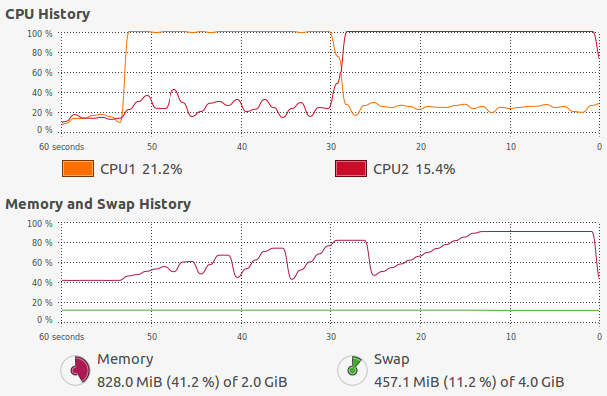 CPU History
100 %
80 %
60 %
40 %
20 %
0 %
60 seconds 50 40 30 20 10 0
CPU1 21.2% CPU2 15.4%
Memory and Swap History
100 %
80 %
60 %
40 %
20 %
0 %
60 seconds 50 40 30 20 10 0
Memory Swap
828.0 MiB (41.2 %) of 2.0 GiB 457.1 MiB (11.2 %) of 4.0 GiB